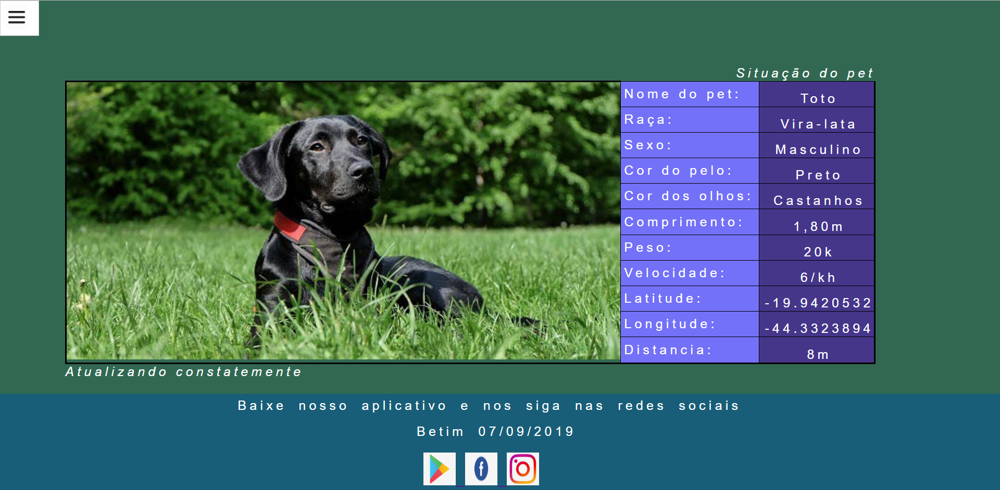 Situação do pet
Nome do pet: Toto
Raça: Vira-lata
Sexo: Masculino
Cor do pelo: Preto
Cor dos olhos: Castanhos
Comprimento: 1,80m
Peso: 20k
Velocidade: 6/kh
Latitude: -19.9420532
Longitude: -44.3323894
Distancia: 8m
Atualizando constatemente
Baixe nosso aplicativo e nos siga nas redes sociais
Betim 07/09/2019